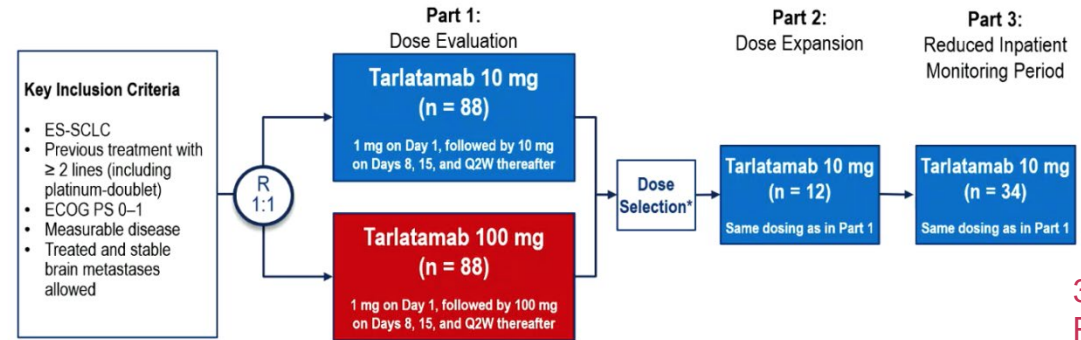 Key Inclusion Criteria
• ES-SCLC
• Previous treatment with
≥ 2 lines (including
platinum-doublet)
• ECOG PS 0–1
• Measurable disease
• Treated and stable
brain metastases
allowed
R
1:1
Part 1:
Dose Evaluation
Tarlatamab 10 mg
(n = 88)
1 mg on Day 1, followed by 10 mg
on Days 8, 15, and Q2W thereafter
Tarlatamab 100 mg
(n = 88)
1 mg on Day 1, followed by 100 mg
on Days 8, 15, and Q2W thereafter
Dose
Selection*
Part 2:
Dose Expansion
Tarlatamab 10 mg
(n = 12)
Same dosing as in Part 1
Part 3:
Reduced Inpatient
Monitoring Period
Tarlatamab 10 mg
(n = 34)
Same dosing as in Part 1